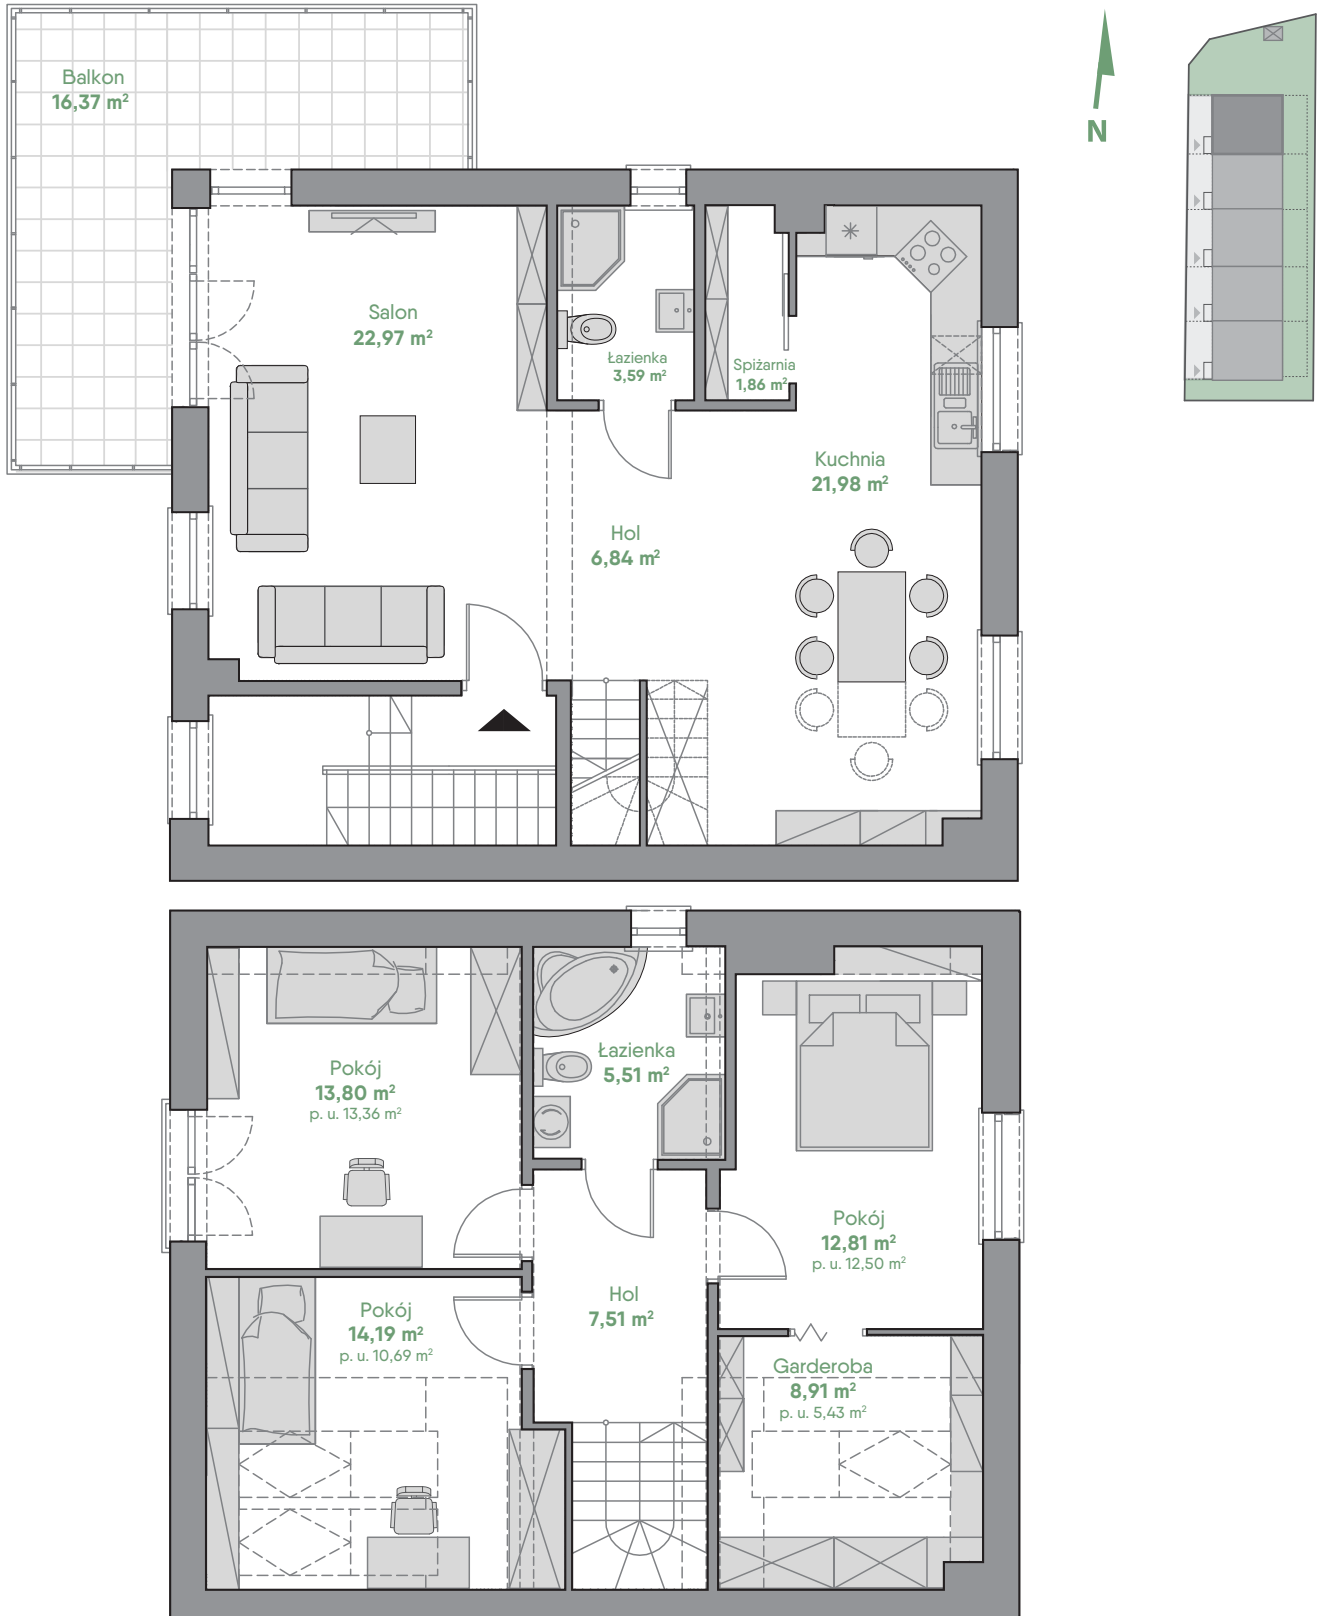 Balkon
16,37 m²
N
Salon
22,97 m²
Łazienka
3,59 m²
Spiżarnia
1,86 m²
Kuchnia
21,98 m²
Hol
6,84 m²
Pokój
13,80 m²
p. u. 13,36 m²
Łazienka
5,51 m²
Pokój
12,81 m²
p. u. 12,50 m²
Pokój
14,19 m²
p. u. 10,69 m²
Hol
7,51 m²
Garderoba
8,91 m²
p. u. 5,43 m²